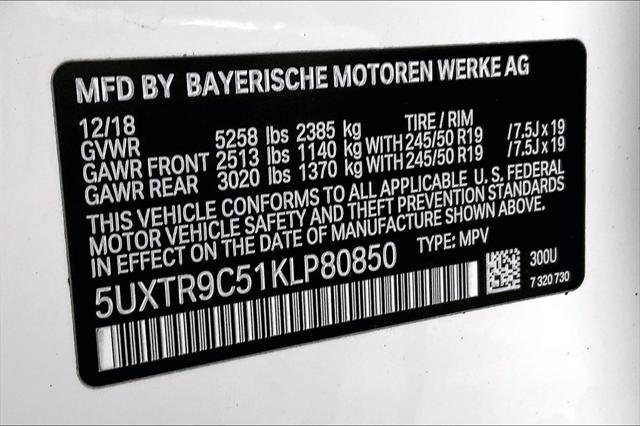 MFD BY BAYERISCHE MOTOREN WERKE AG
12/18 TIRE / RIM
GVWR 5258 lbs 2385 kg
GAWR FRONT 2513 lbs 1140 kg WITH 245/50 R19 /7.5J x 19
GAWR REAR 3020 lbs 1370 kg WITH 245/50 R19 /7.5J x 19
THIS VEHICLE CONFORMS TO ALL APPLICABLE U. S. FEDERAL
MOTOR VEHICLE SAFETY AND THEFT PREVENTION STANDARDS
IN EFFECT ON THE DATE OF MANUFACTURE SHOWN ABOVE.
5UXTR9C51KLP80850 TYPE: MPV
300U
7 320 730